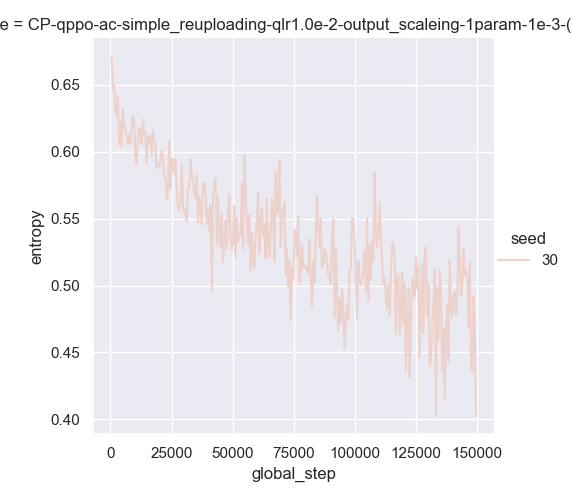 e = CP-qppo-ac-simple_reuploading-qlr1.0e-2-output_scaleing-1param-1e-3-(
0.65
0.60
0.55
0.50
0.45
0.40
entropy
0 25000 50000 75000 100000 125000 150000
global_step
seed
30